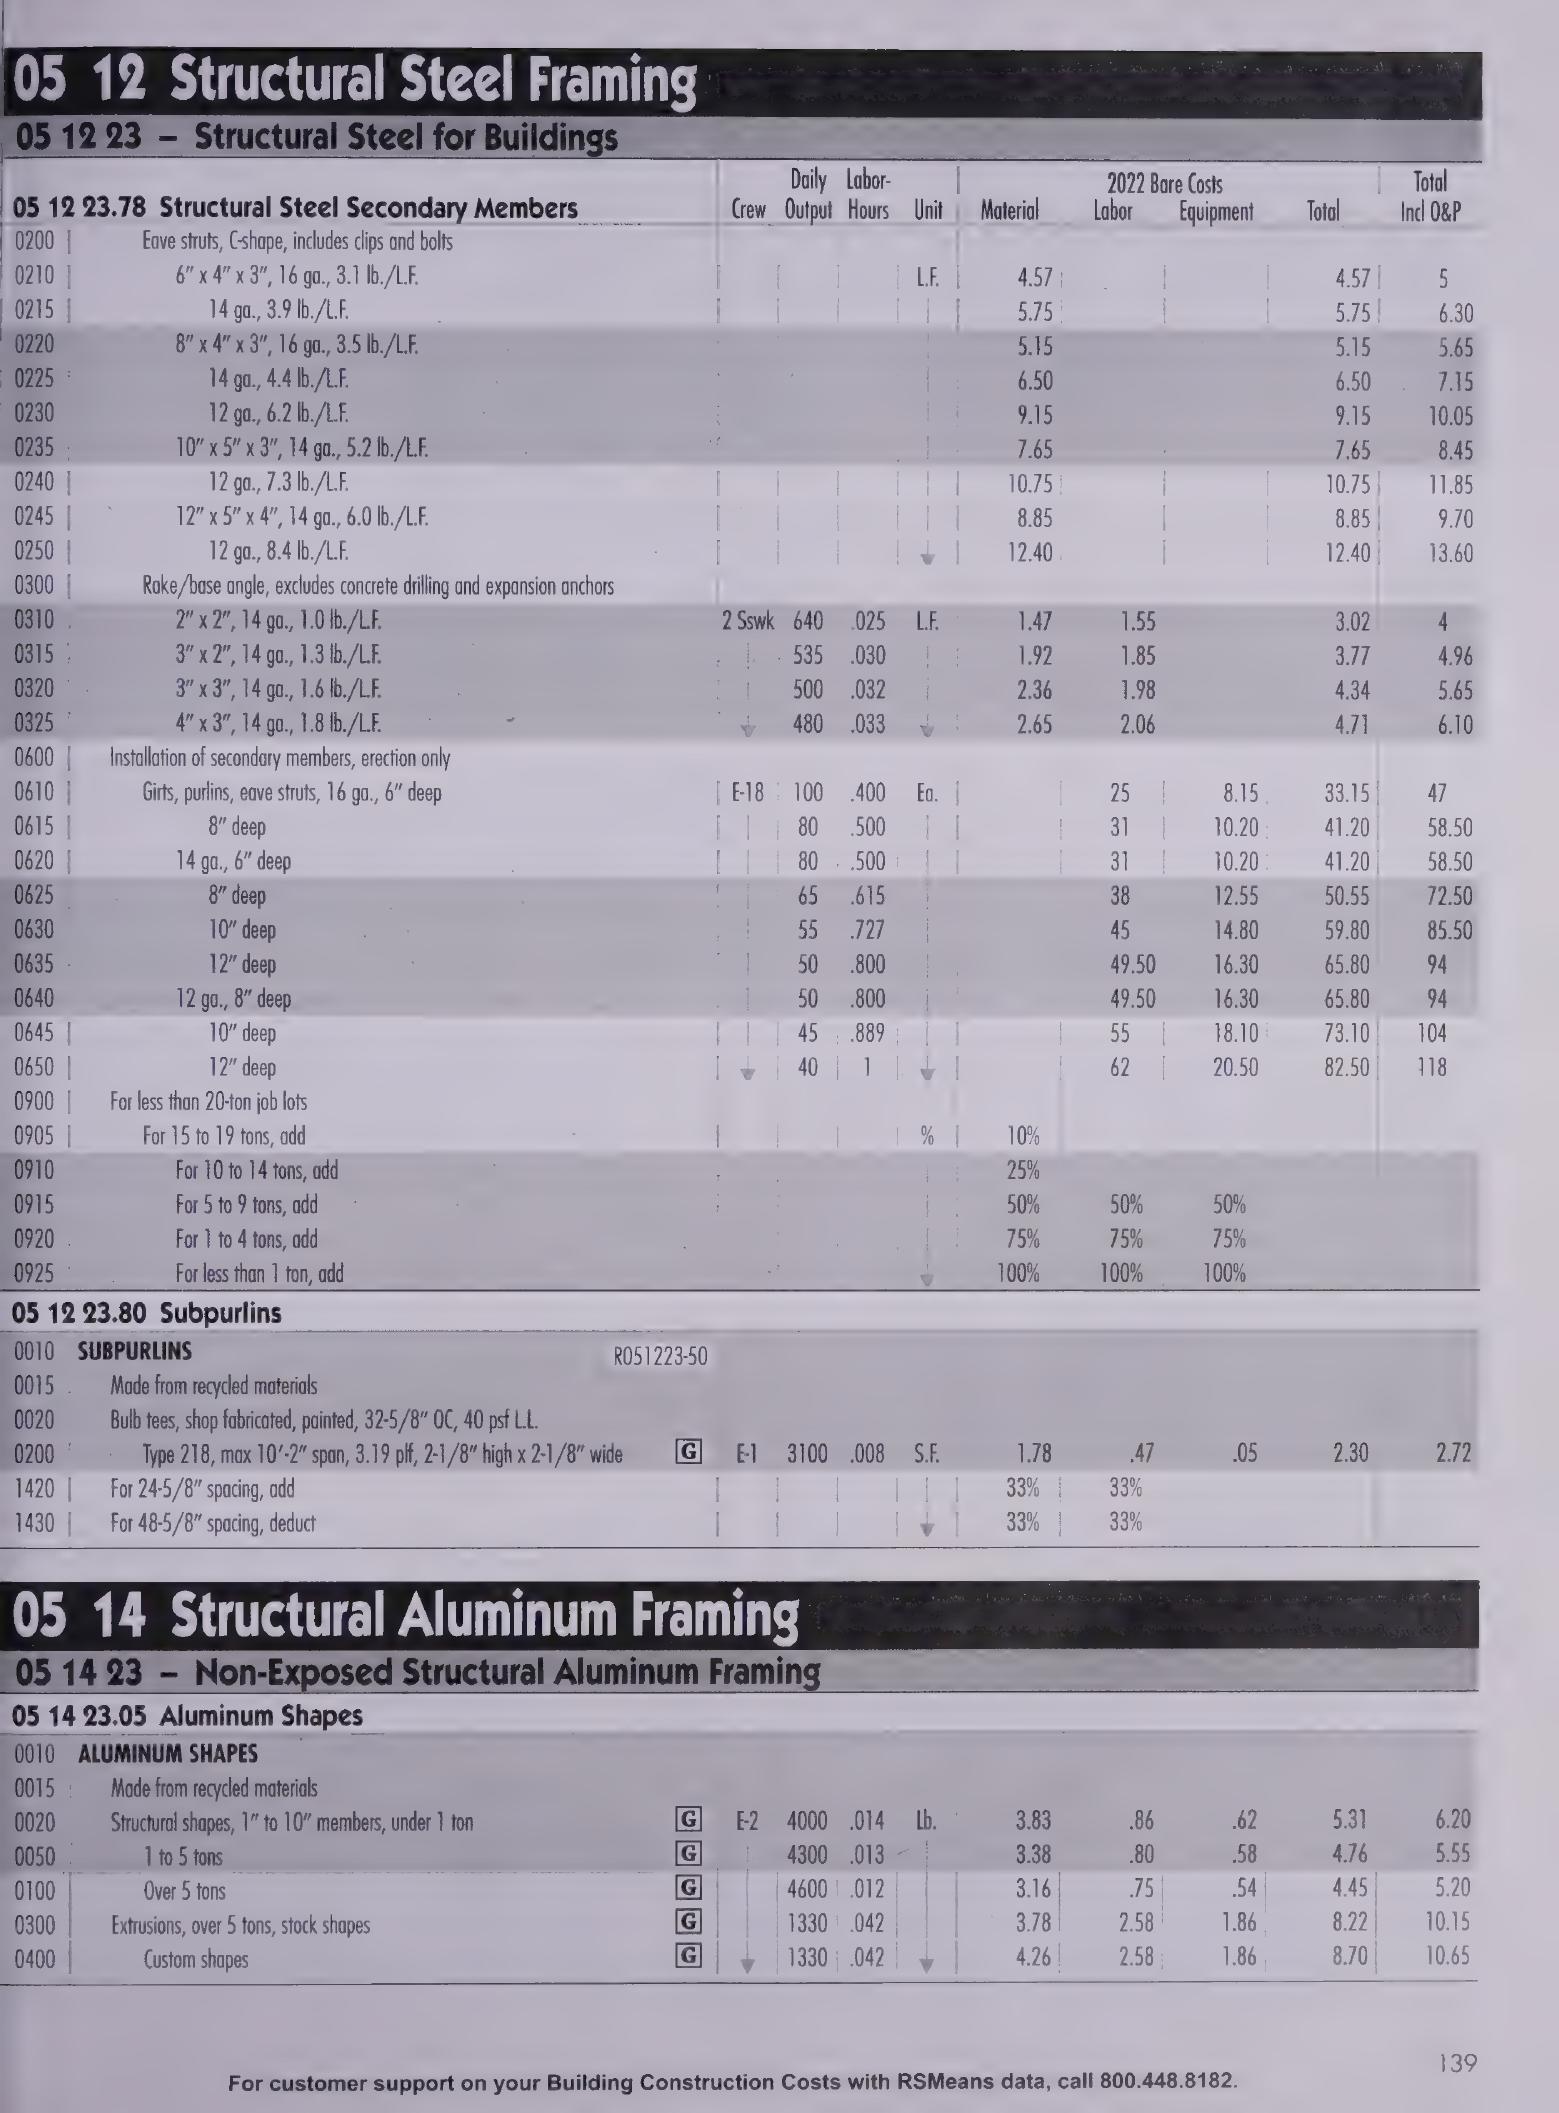 05 12 Structural Steel Framing
05 12 23 – Structural Steel for Buildings
Daily Labor- 2022 Bare Costs Total
05 12 23.78 Structural Steel Secondary Members Crew Output Hours Unit Material Labor Equipment Total Incl O&P
0200 Eave struts, C-shape, includes clips and bolts
0210 6" x 4" x 3", 16 ga., 3.1 lb./L.F. L.F. 4.57 4.57 5
0215 14 ga., 3.9 lb./L.F. 5.75 5.75 6.30
0220 8" x 4" x 3", 16 ga., 3.5 lb./L.F. 5.15 5.15 5.65
0225 14 ga., 4.4 lb./L.F. 6.50 6.50 7.15
0230 12 ga., 6.2 lb./L.F. 9.15 9.15 10.05
0235 10" x 5" x 3", 14 ga., 5.2 lb./L.F. 7.65 7.65 8.45
0240 12 ga., 7.3 lb./L.F. 10.75 10.75 11.85
0245 12" x 5" x 4", 14 ga., 6.0 lb./L.F. 8.85 8.85 9.70
0250 12 ga., 8.4 lb./L.F. 12.40 12.40 13.60
0300 Rake/base angle, excludes concrete drilling and expansion anchors
0310 2" x 2", 14 ga., 1.0 lb./L.F. 2 Sswk 640 .025 L.F. 1.47 1.55 3.02 4
0315 3" x 2", 14 ga., 1.3 lb./L.F. 535 .030 1.92 1.85 3.77 4.96
0320 3" x 3", 14 ga., 1.6 lb./L.F. 500 .032 2.36 1.98 4.34 5.65
0325 4" x 3", 14 ga., 1.8 lb./L.F. 480 .033 2.65 2.06 4.71 6.10
0600 Installation of secondary members, erection only
0610 Girts, purlins, eave struts, 16 ga., 6" deep E-18 100 .400 Ea. 25 8.15 33.15 47
0615 8" deep 80 .500 31 10.20 41.20 58.50
0620 14 ga., 6" deep 80 .500 31 10.20 41.20 58.50
0625 8" deep 65 .615 38 12.55 50.55 72.50
0630 10" deep 55 .727 45 14.80 59.80 85.50
0635 12" deep 50 .800 49.50 16.30 65.80 94
0640 12 ga., 8" deep 50 .800 49.50 16.30 65.80 94
0645 10" deep 45 .889 55 18.10 73.10 104
0650 12" deep 40 1 62 20.50 82.50 118
0900 For less than 20-ton job lots
0905 For 15 to 19 tons, add % 10%
0910 For 10 to 14 tons, add 25%
0915 For 5 to 9 tons, add 50% 50% 50%
0920 For 1 to 4 tons, add 75% 75% 75%
0925 For less than 1 ton, add 100% 100% 100%
05 12 23.80 Subpurlins
0010 SUBPURLINS R051223-50
0015 Made from recycled materials
0020 Bulb tees, shop fabricated, painted, 32-5/8" OC, 40 psf L.L.
0200 Type 218, max 10'-2" span, 3.19 plf, 2-1/8" high x 2-1/8" wide G E-1 3100 .008 S.F. 1.78 .47 .05 2.30 2.72
1420 For 24-5/8" spacing, add 33% 33%
1430 For 48-5/8" spacing, deduct 33% 33%
05 14 Structural Aluminum Framing
05 14 23 – Non-Exposed Structural Aluminum Framing
05 14 23.05 Aluminum Shapes
0010 ALUMINUM SHAPES
0015 Made from recycled materials
0020 Structural shapes, 1" to 10" members, under 1 ton G E-2 4000 .014 Lb. 3.83 .86 .62 5.31 6.20
0050 1 to 5 tons G 4300 .013 3.38 .80 .58 4.76 5.55
0100 Over 5 tons G 4600 .012 3.16 .75 .54 4.45 5.20
0300 Extrusions, over 5 tons, stock shapes G 1330 .042 3.78 2.58 1.86 8.22 10.15
0400 Custom shapes G 1330 .042 4.26 2.58 1.86 8.70 10.65
139
For customer support on your Building Construction Costs with RSMeans data, call 800.448.8182.